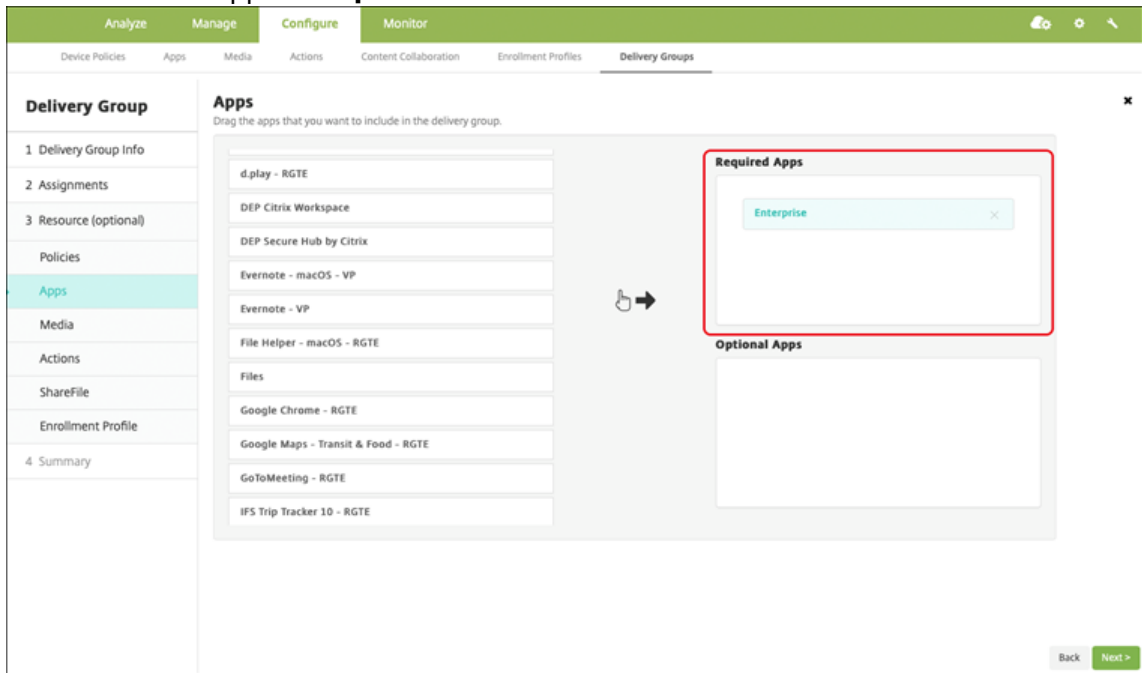 Analyze Manage Configure Monitor
Device Policies Apps Media Actions Content Collaboration Enrollment Profiles Delivery Groups
Delivery Group
1 Delivery Group Info
2 Assignments
3 Resource (optional)
Policies
Apps
Media
Actions
ShareFile
Enrollment Profile
4 Summary
Apps
Drag the apps that you want to include in the delivery group.
d.play - RGTE
DEP Citrix Workspace
DEP Secure Hub by Citrix
Evernote - macOS - VP
Evernote - VP
File Helper - macOS - RGTE
Files
Google Chrome - RGTE
Google Maps - Transit & Food - RGTE
GoToMeeting - RGTE
IFS Trip Tracker 10 - RGTE
Required Apps
Enterprise
Optional Apps
Back Next >